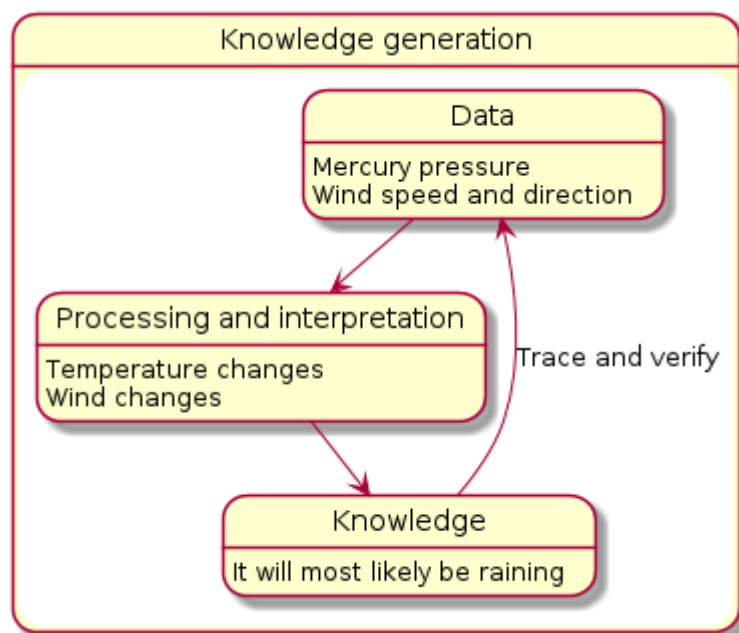 Knowledge generation
Data
Mercury pressure
Wind speed and direction
Processing and interpretation
Temperature changes
Wind changes
Trace and verify
Knowledge
It will most likely be raining